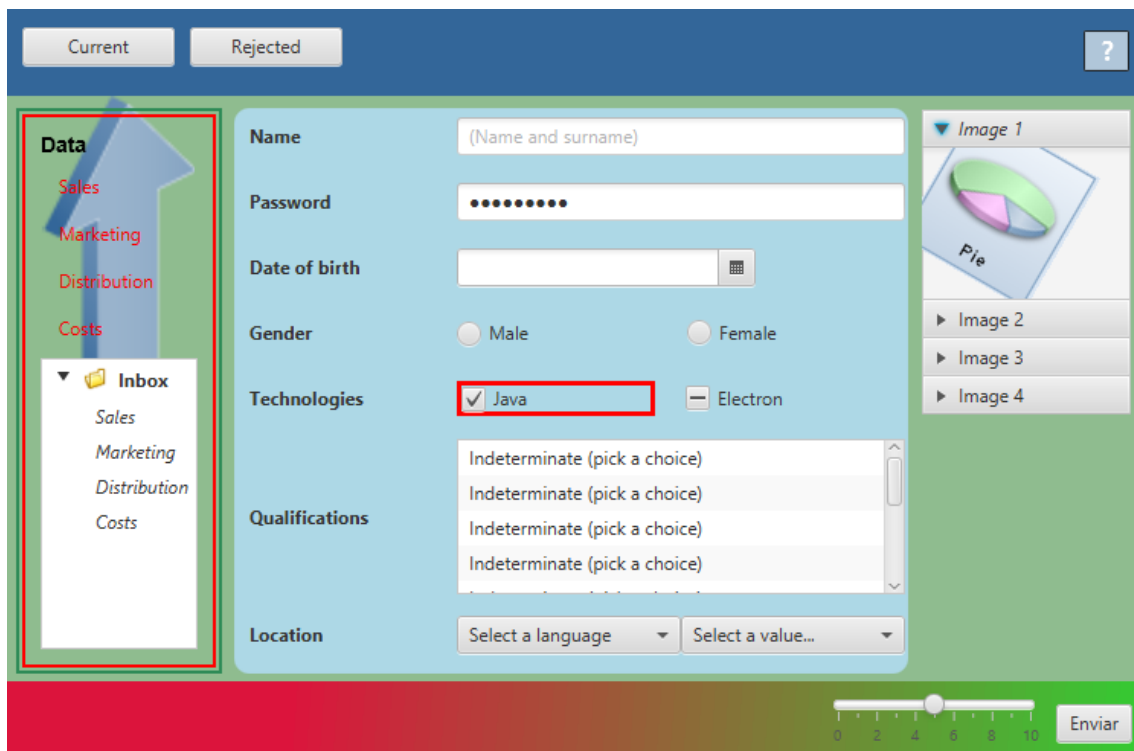 Current Rejected ?
Data
Sales
Marketing
Distribution
Costs
Inbox
Sales
Marketing
Distribution
Costs
Name (Name and surname)
Password
Date of birth
Gender Male Female
Technologies Java Electron
Qualifications
Indeterminate (pick a choice)
Indeterminate (pick a choice)
Indeterminate (pick a choice)
Indeterminate (pick a choice)
Location Select a language Select a value...
Image 1
Pie
Image 2
Image 3
Image 4
0 2 4 6 8 10
Enviar